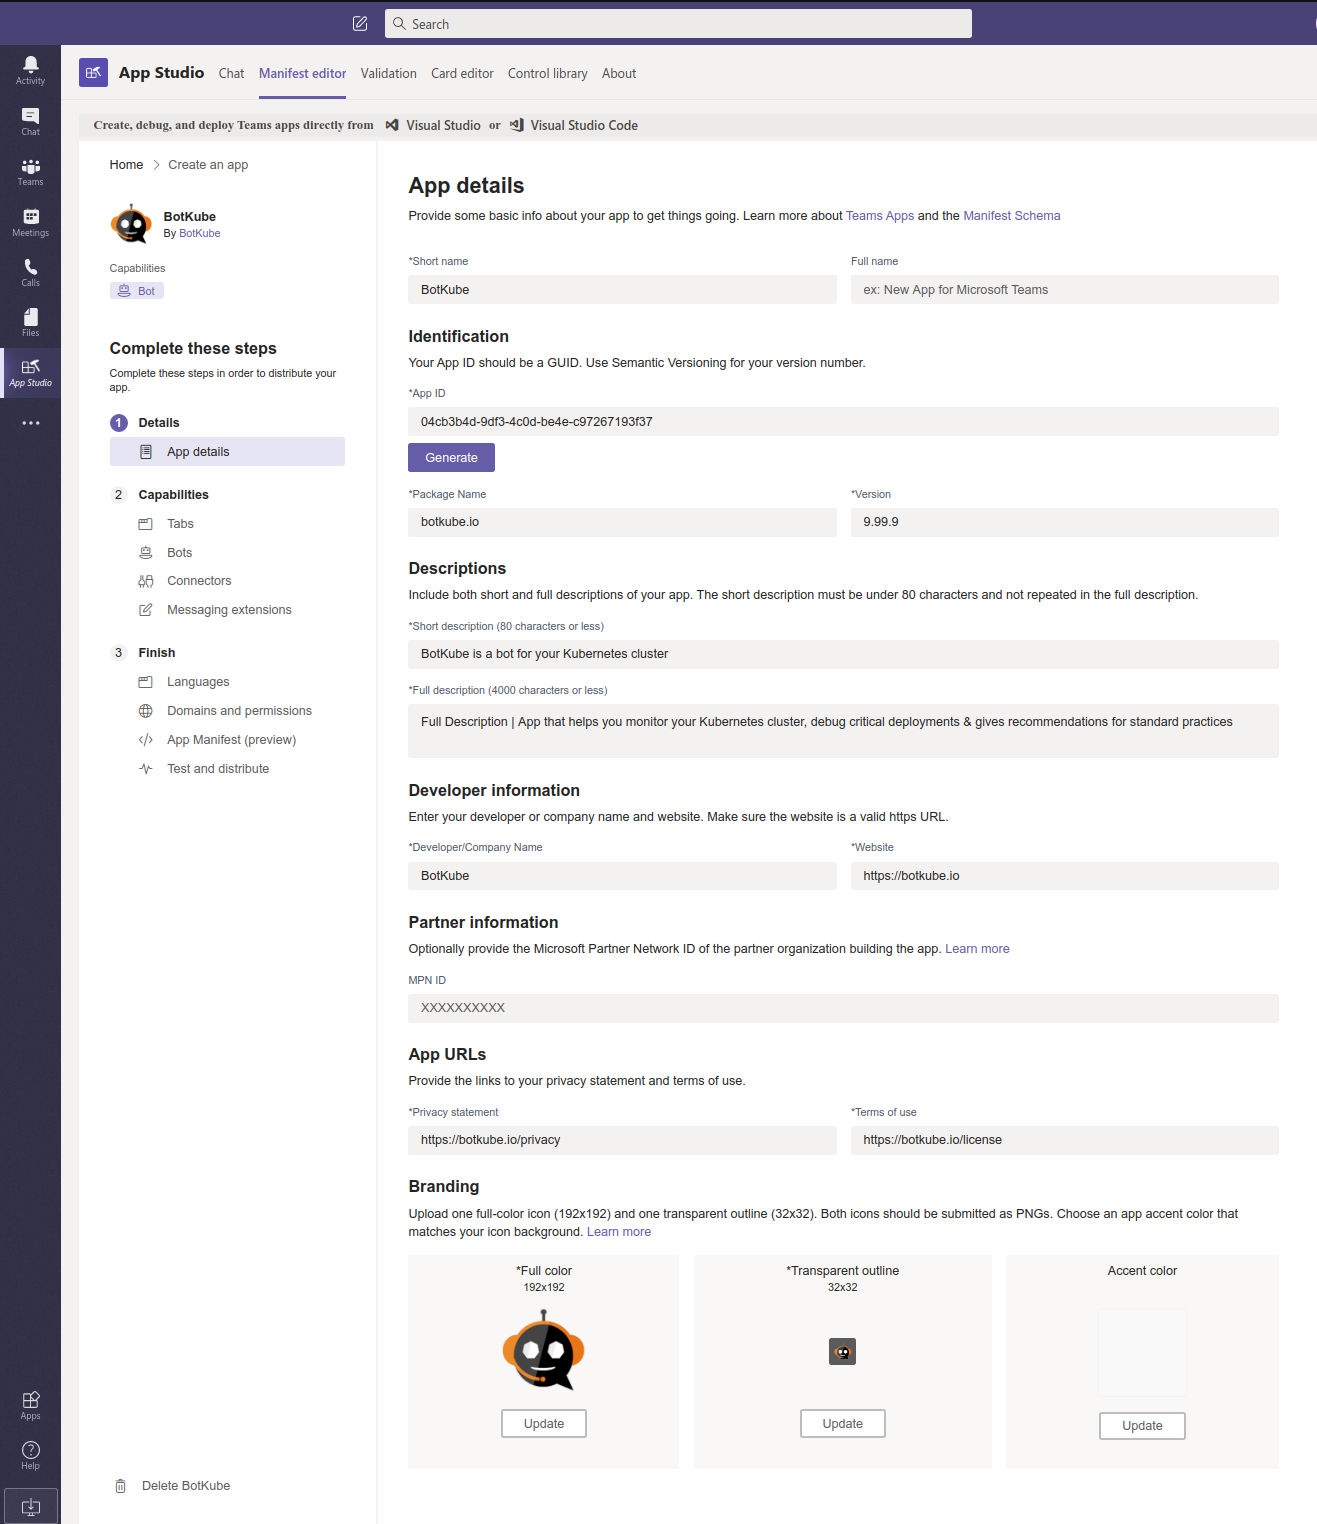 Search
Activity
Chat
Teams
Meetings
Calls
Files
App Studio
Apps
Help
App Studio Chat Manifest editor Validation Card editor Control library About
Create, debug, and deploy Teams apps directly from Visual Studio or Visual Studio Code
Home > Create an app
BotKube
By BotKube
Capabilities
Bot
Complete these steps
Complete these steps in order to distribute your
app.
1 Details
App details
2 Capabilities
Tabs
Bots
Connectors
Messaging extensions
3 Finish
Languages
Domains and permissions
App Manifest (preview)
Test and distribute
Delete BotKube
App details
Provide some basic info about your app to get things going. Learn more about Teams Apps and the Manifest Schema
*Short name Full name
BotKube ex: New App for Microsoft Teams
Identification
Your App ID should be a GUID. Use Semantic Versioning for your version number.
*App ID
04cb3b4d-9df3-4c0d-be4e-c97267193f37
Generate
*Package Name *Version
botkube.io 9.99.9
Descriptions
Include both short and full descriptions of your app. The short description must be under 80 characters and not repeated in the full description.
*Short description (80 characters or less)
BotKube is a bot for your Kubernetes cluster
*Full description (4000 characters or less)
Full Description | App that helps you monitor your Kubernetes cluster, debug critical deployments & gives recommendations for standard practices
Developer information
Enter your developer or company name and website. Make sure the website is a valid https URL.
*Developer/Company Name *Website
BotKube https://botkube.io
Partner information
Optionally provide the Microsoft Partner Network ID of the partner organization building the app. Learn more
MPN ID
XXXXXXXXXX
App URLs
Provide the links to your privacy statement and terms of use.
*Privacy statement *Terms of use
https://botkube.io/privacy https://botkube.io/license
Branding
Upload one full-color icon (192x192) and one transparent outline (32x32). Both icons should be submitted as PNGs. Choose an app accent color that
matches your icon background. Learn more
*Full color *Transparent outline Accent color
192x192 32x32
Update Update Update